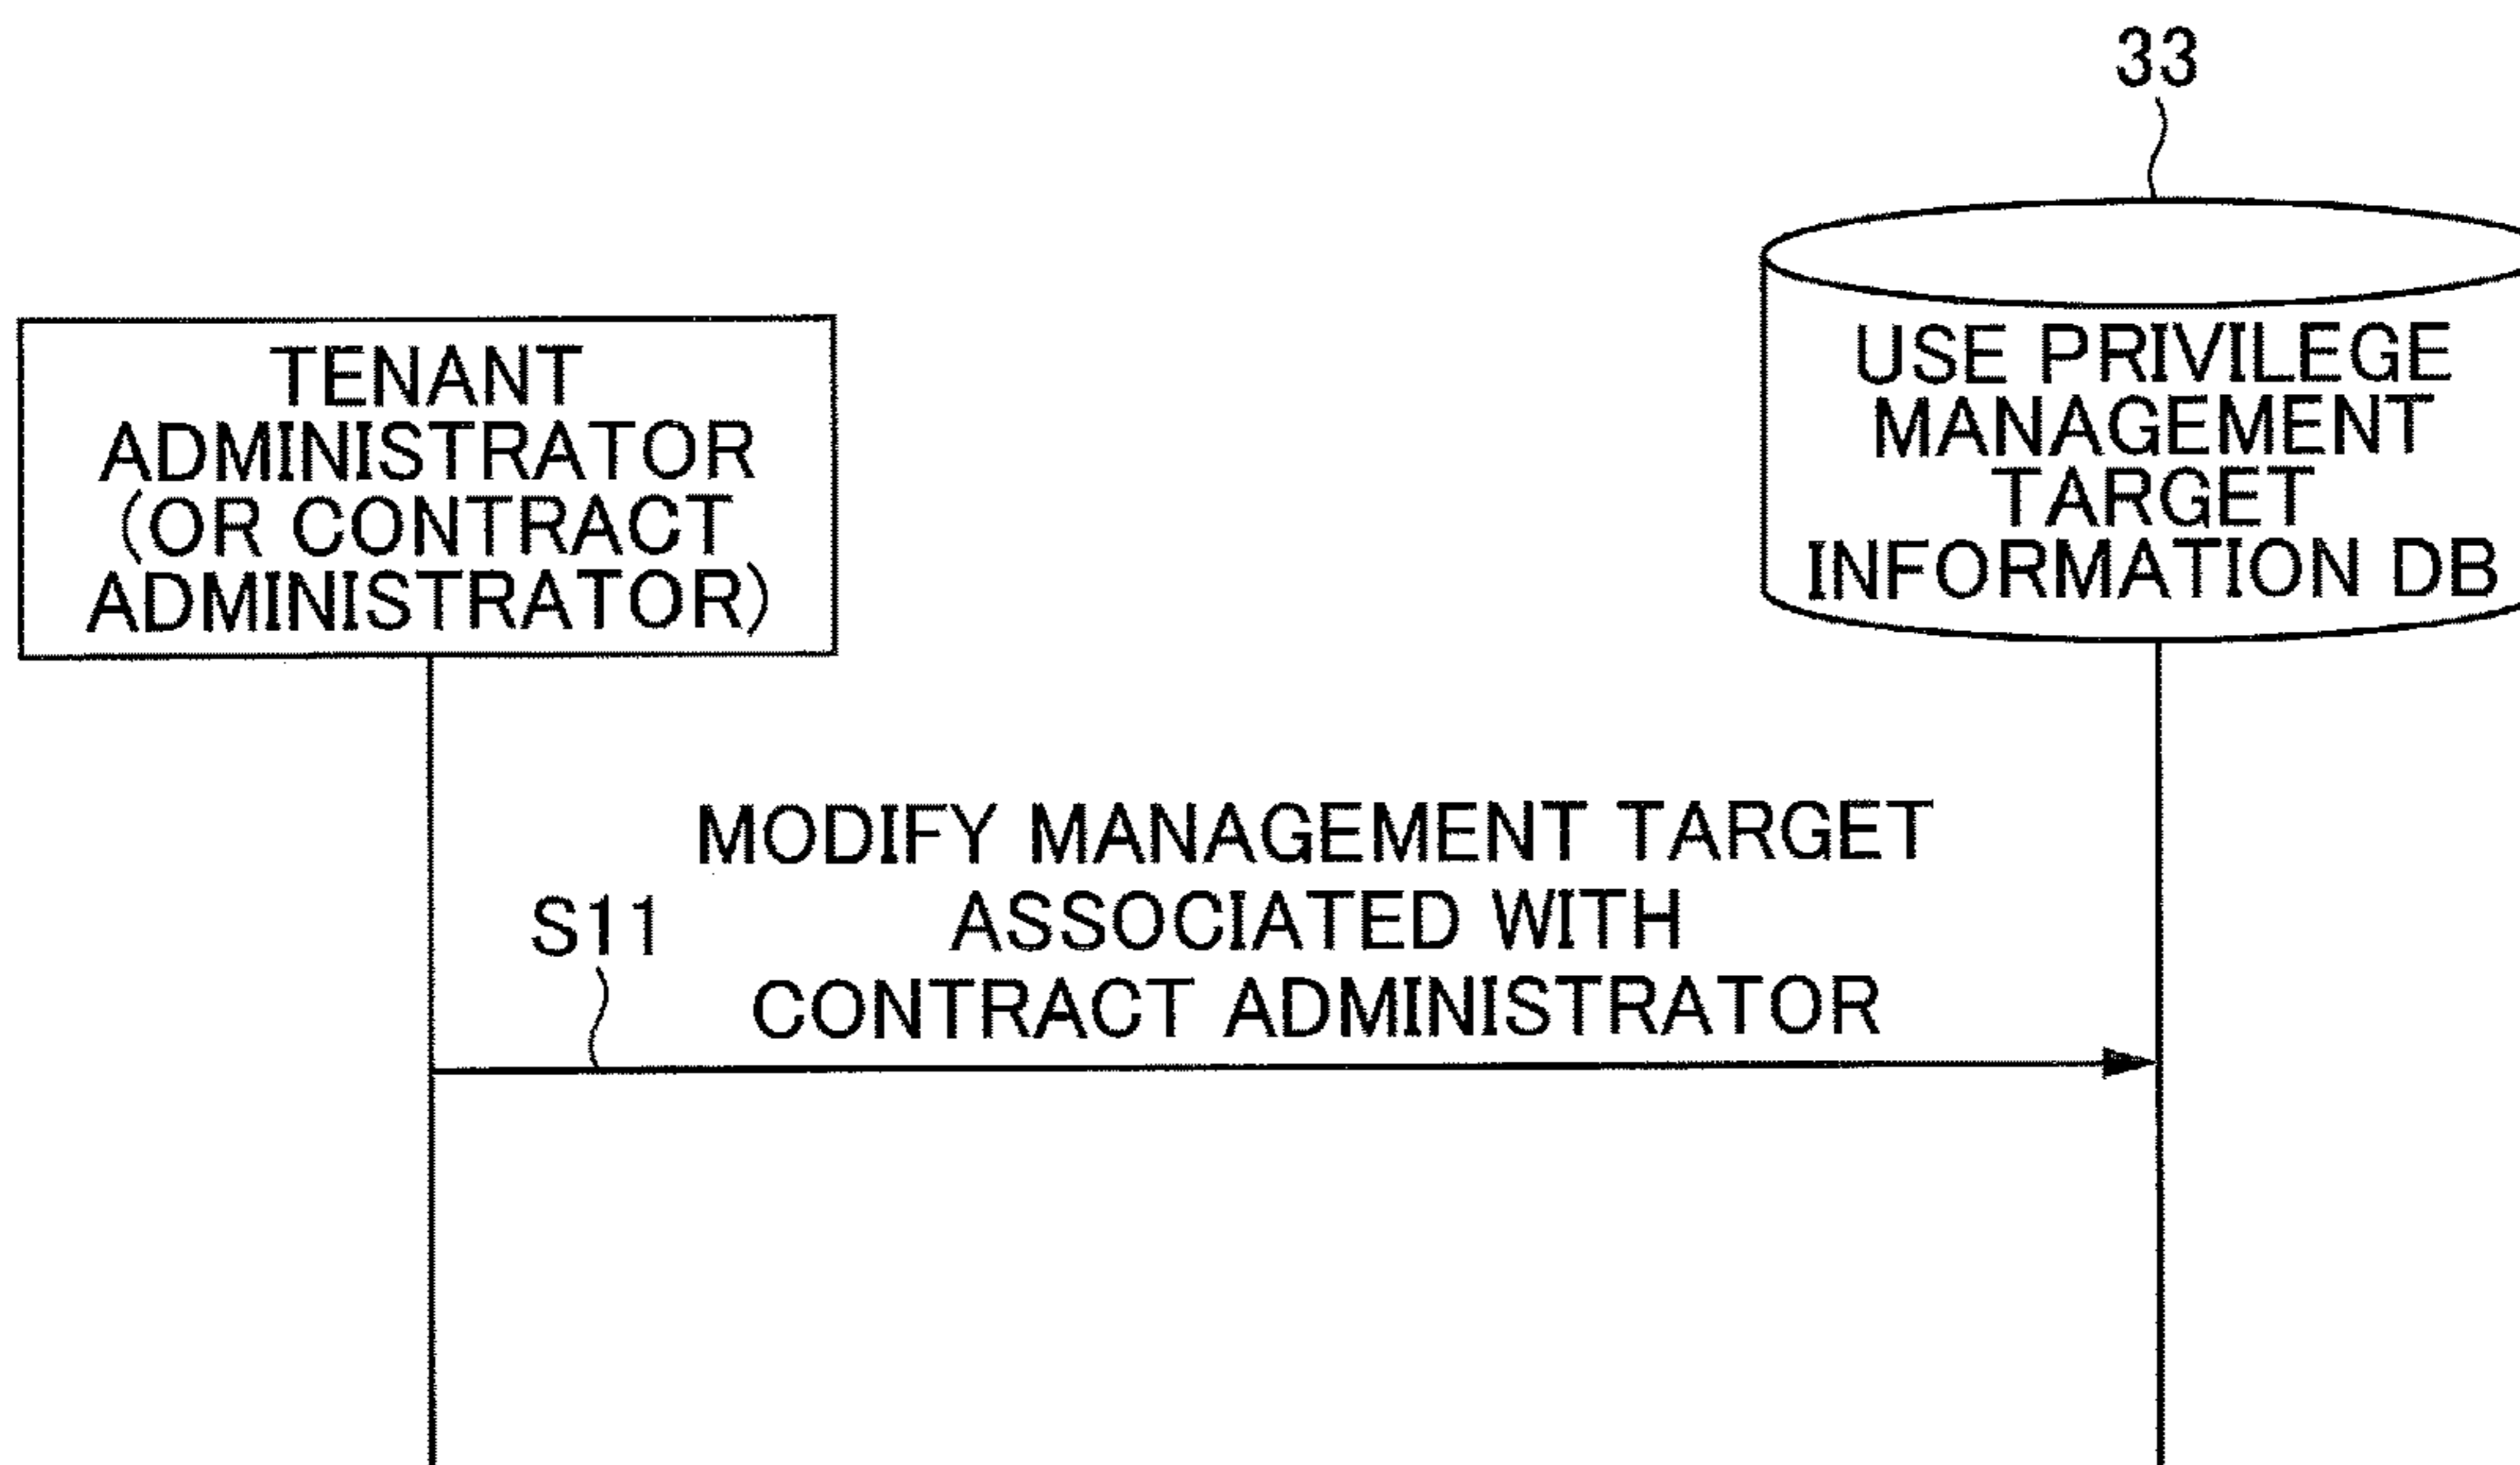 33
TENANT
ADMINISTRATOR
(OR CONTRACT
ADMINISTRATOR)
USE PRIVILEGE
MANAGEMENT
TARGET
INFORMATION DB
MODIFY MANAGEMENT TARGET
ASSOCIATED WITH
CONTRACT ADMINISTRATOR
S11